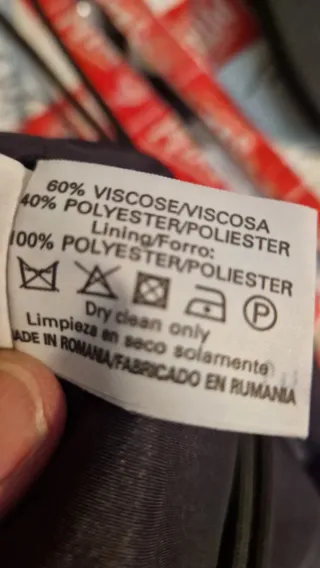 60% VISCOSE/VISCOSA
40% POLYESTER/POLIESTER
Lining/Forro:
100% POLYESTER/POLIESTER
P
Dry clean only
Limpieza en seco solamente
MADE IN ROMANIA/FABRICADO EN RUMANIA